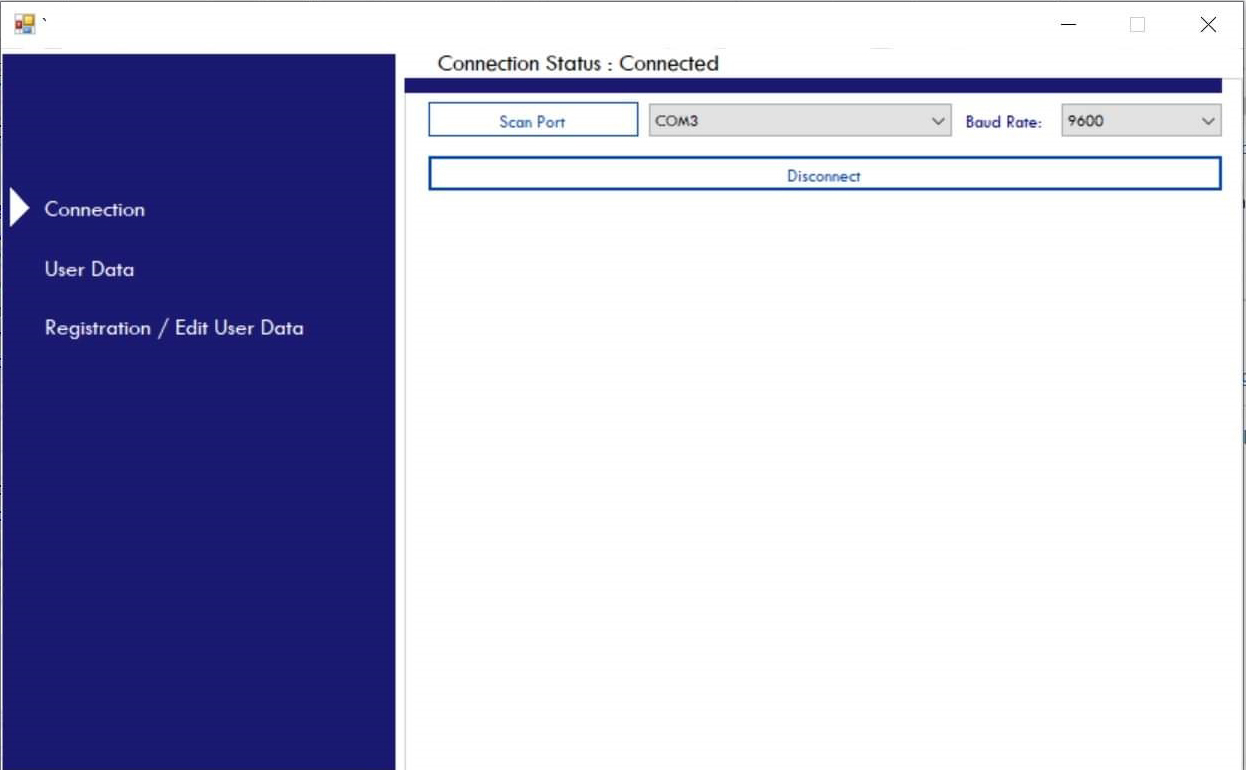 `
Connection Status : Connected
Scan Port
COM3
Baud Rate:
9600
Disconnect
Connection
User Data
Registration / Edit User Data